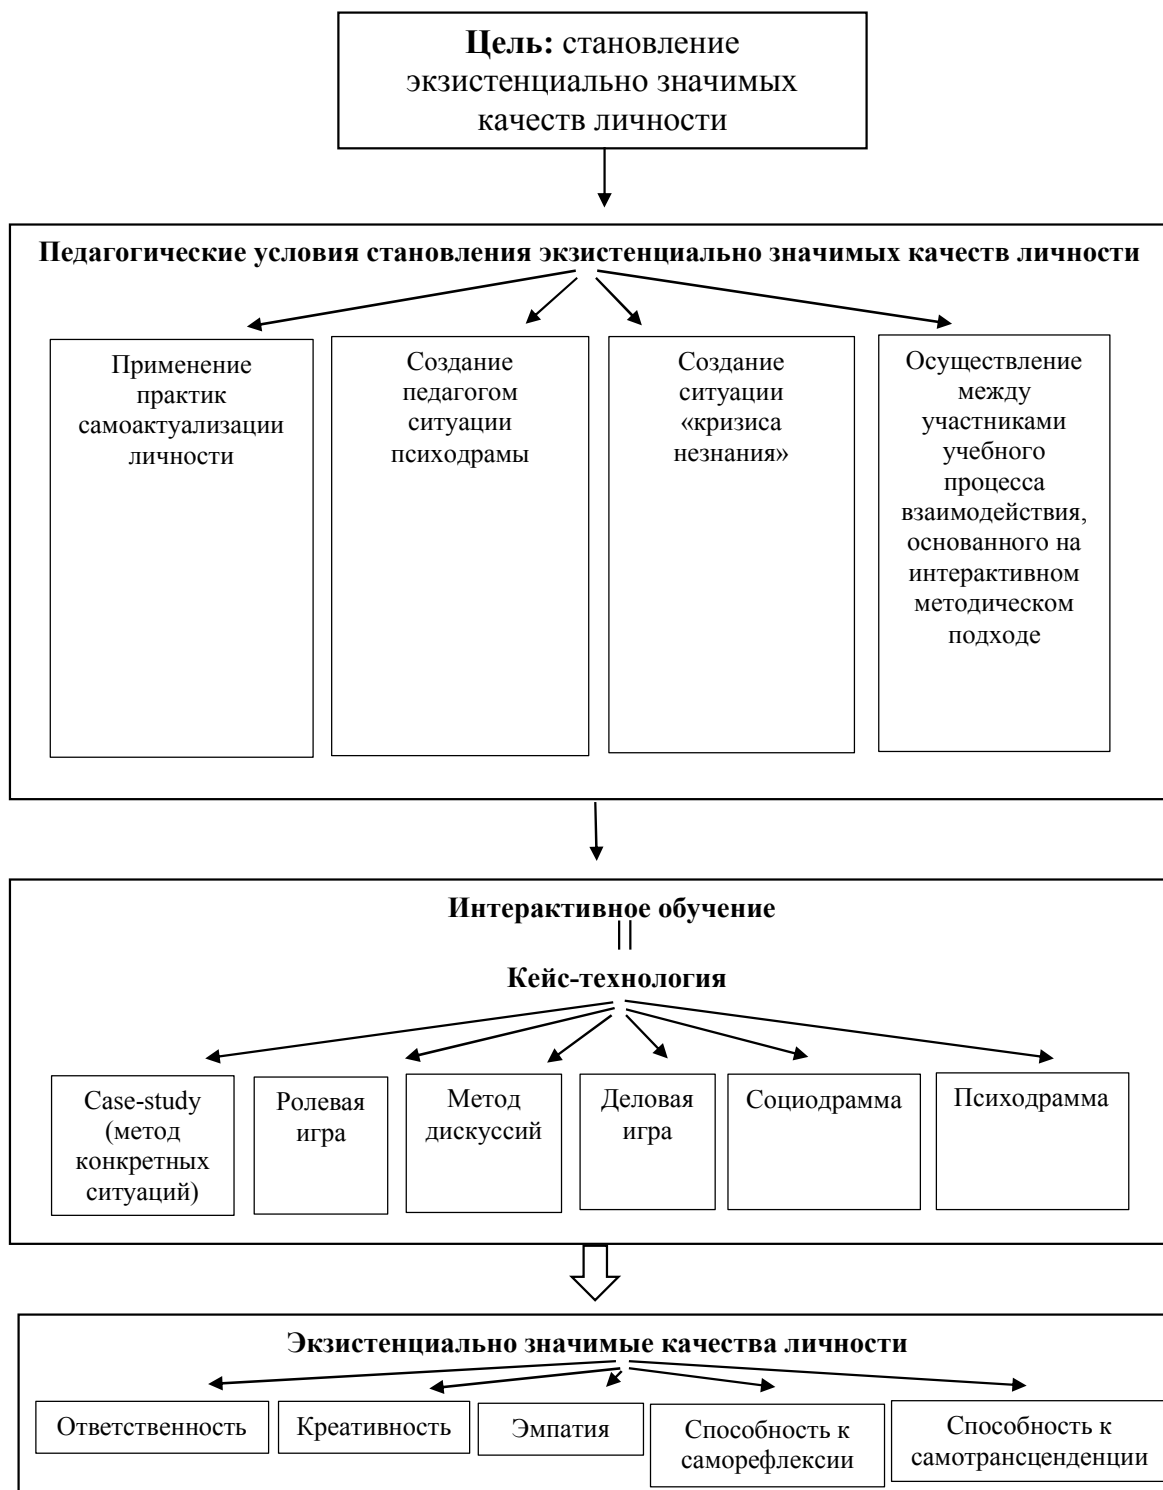 Цель: становление
экзистенциально значимых
качеств личности
Педагогические условия становления экзистенциально значимых качеств личности
Применение
практик
самоактуализации
личности
Создание
педагогом
ситуации
психодрамы
Создание
ситуации
«кризиса
незнания»
Осуществление
между
участниками
учебного
процесса
взаимодействия,
основанного на
интерактивном
методическом
подходе
Интерактивное обучение
Кейс-технология
Case-study
(метод
конкретных
ситуаций)
Ролевая
игра
Метод
дискуссий
Деловая
игра
Социодрамма
Психодрамма
Экзистенциально значимые качества личности
Ответственность
Креативность
Эмпатия
Способность к
саморефлексии
Способность к
самотрансценденции